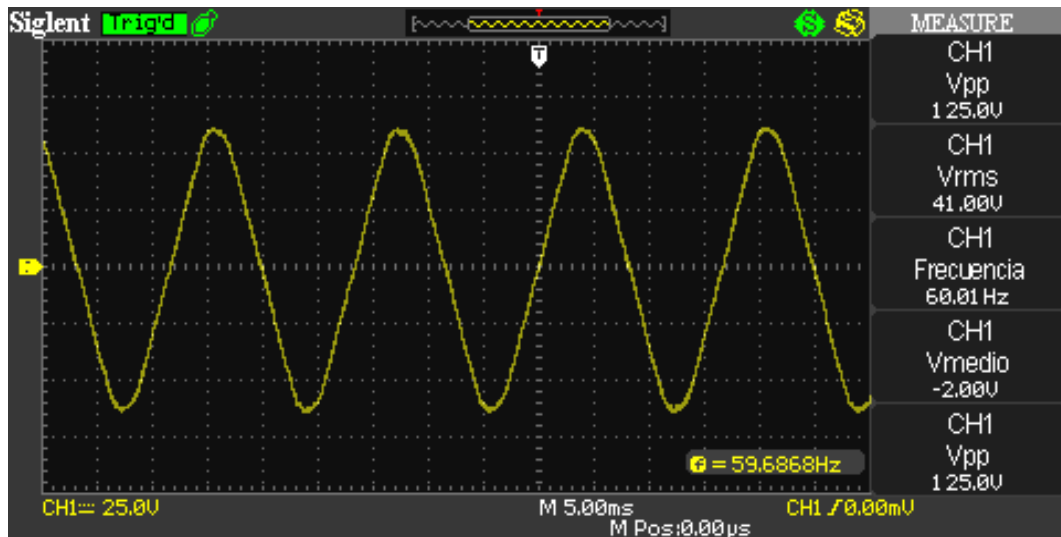 Siglent Trig'd S
MEASURE
T
CH1
Vpp
125.0V
CH1
Vrms
41.00V
CH1
Frecuencia
60.01Hz
CH1
Vmedio
-2.00V
CH1
Vpp
125.0V
f = 59.6868Hz
CH1 25.0V M 5.00ms CH1 0.00mV
M Pos:0.00µs